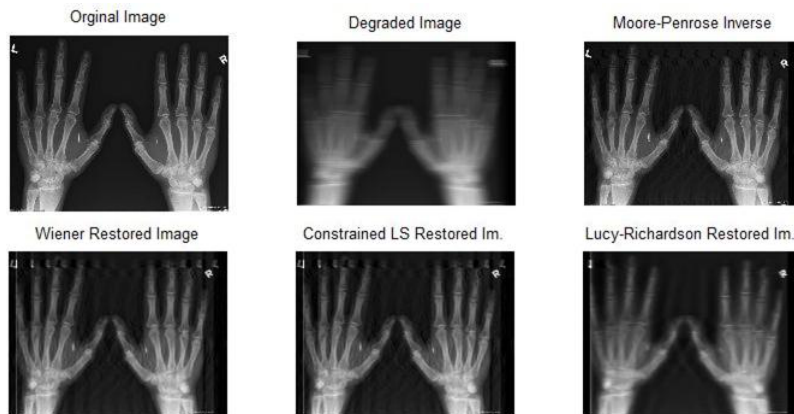 Orginal Image
Degraded Image
Moore-Penrose Inverse
L
R
L
R
Wiener Restored Image
Constrained LS Restored Im.
Lucy-Richardson Restored Im.
R
R
R